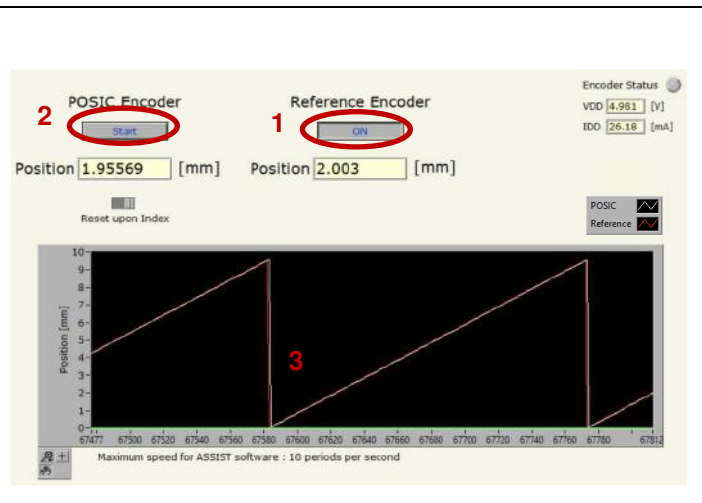 Encoder Status
POSIC Encoder
Reference Encoder
VDD 4.981 [V]
2
Start
1
ON
IDD 26.18 [mA]
Position 1.95569 [mm]
Position 2.003 [mm]
Reset upon Index
POSIC
Reference
10
9
8
7
6
5
4
3
2
1
0
Position [mm]
3
67477 67500 67520 67540 67560 67580 67600 67620 67640 67660 67680 67700 67720 67740 67760 67780 67812
Maximum speed for ASSIST software : 10 periods per second